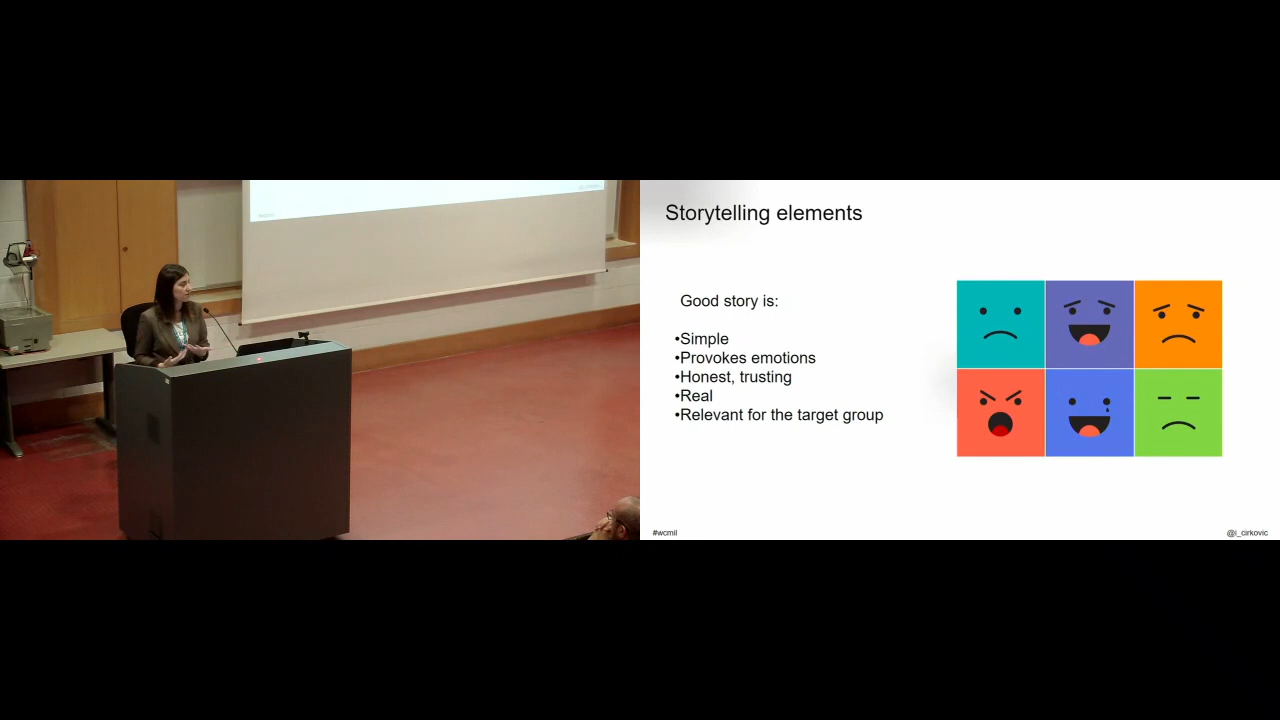 Storytelling elements
Good story is:
•Simple
•Provokes emotions
•Honest, trusting
•Real
•Relevant for the target group
#wcmil
@i_cirkovic